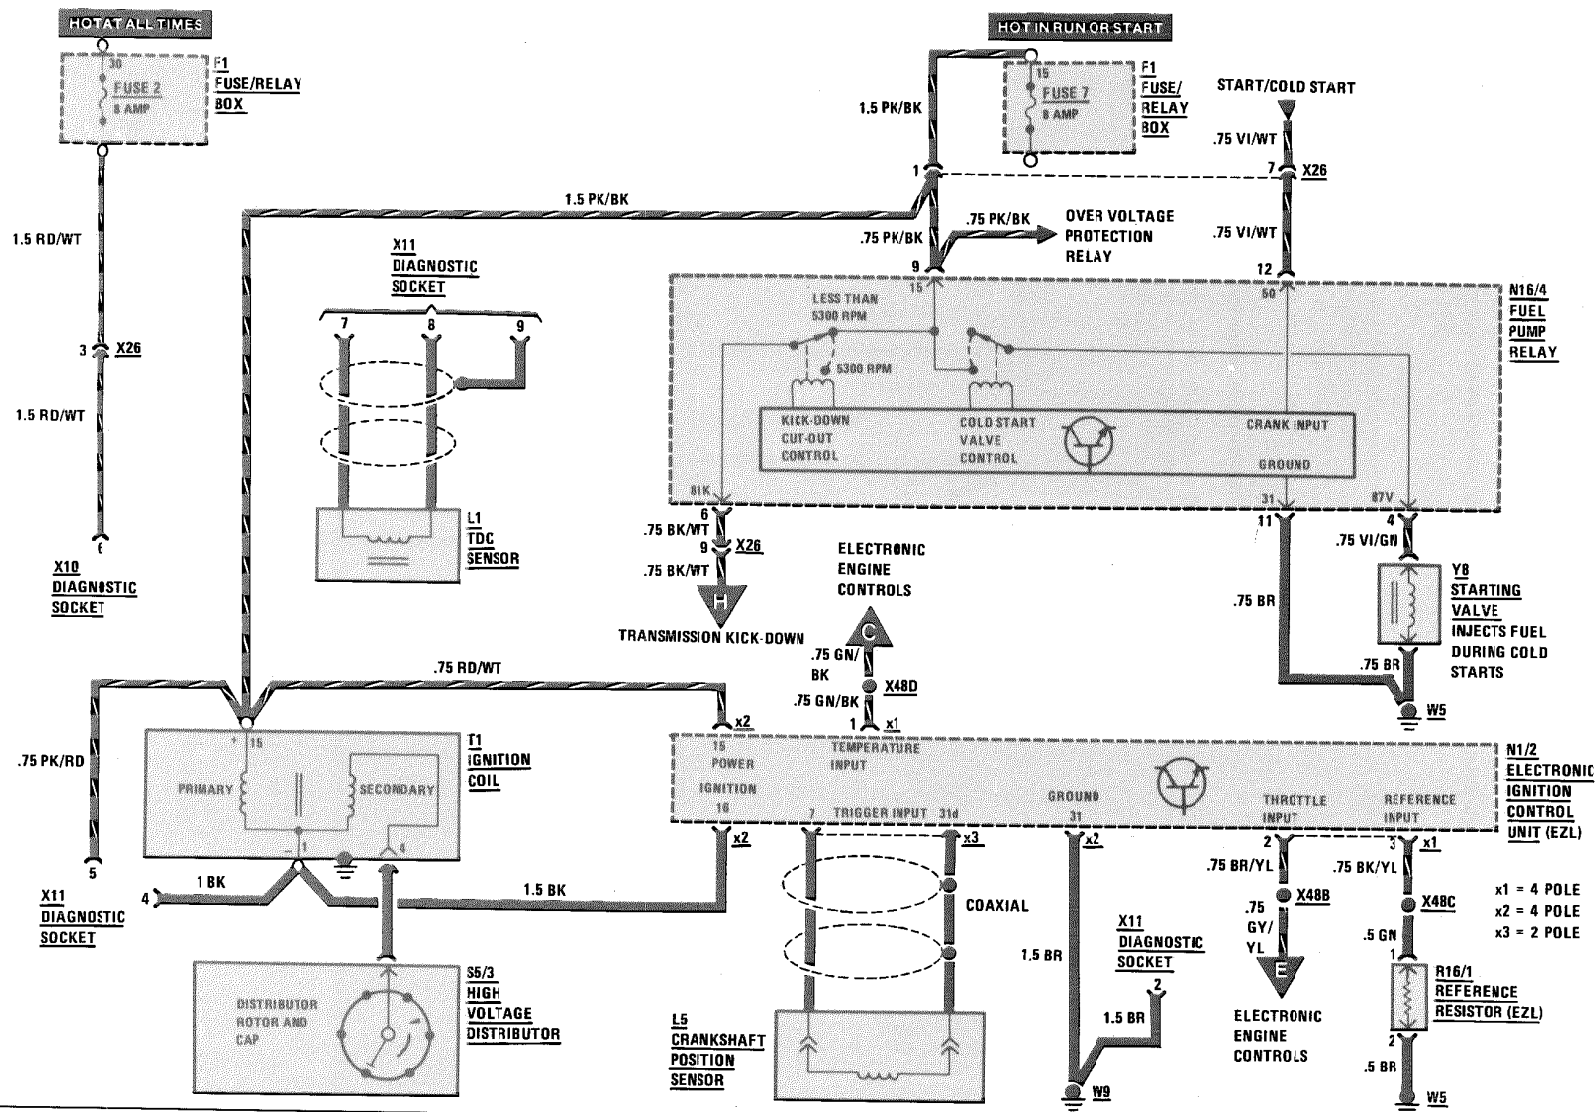 HOT AT ALL TIMES
30
FUSE 2
8 AMP
F1
FUSE/RELAY
BOX
1.5 RD/WT
3
X26
1.5 RD/WT
6
X10
DIAGNOSTIC
SOCKET
HOT IN RUN OR START
15
FUSE 7
8 AMP
F1
FUSE/
RELAY
BOX
1.5 PK/BK
START/COLD START
.75 VI/WT
1
7
X26
1.5 PK/BK
.75 PK/BK
.75 PK/BK
OVER VOLTAGE
PROTECTION
RELAY
.75 VI/WT
9
12
X11
DIAGNOSTIC
SOCKET
7
8
9
L1
TDC
SENSOR
15
50
LESS THAN
5300 RPM
5300 RPM
KICK-DOWN
CUT-OUT
CONTROL
COLD START
VALVE
CONTROL
CRANK INPUT
GROUND
81K
31
87V
N16/4
FUEL
PUMP
RELAY
6
.75 BK/WT
9
X26
.75 BK/WT
H
TRANSMISSION KICK-DOWN
ELECTRONIC
ENGINE
CONTROLS
C
.75 GN/
BK
X48D
.75 GN/BK
1
x1
11
4
.75 VI/GN
.75 BR
Y8
STARTING
VALVE
INJECTS FUEL
DURING COLD
STARTS
.75 BR
W5
.75 RD/WT
.75 PK/RD
x2
+
15
PRIMARY
SECONDARY
–
1
4
T1
IGNITION
COIL
5
X11
DIAGNOSTIC
SOCKET
4
1 BK
1.5 BK
DISTRIBUTOR
ROTOR AND
CAP
S5/3
HIGH
VOLTAGE
DISTRIBUTOR
15
POWER
IGNITION
16
TEMPERATURE
INPUT
7
TRIGGER INPUT
31d
GROUND
31
THROTTLE
INPUT
REFERENCE
INPUT
N1/2
ELECTRONIC
IGNITION
CONTROL
UNIT (EZL)
x2
x3
x2
2
3
x1
COAXIAL
L5
CRANKSHAFT
POSITION
SENSOR
1.5 BR
X11
DIAGNOSTIC
SOCKET
2
1.5 BR
W9
.75 BR/YL
X48B
.75
GY/
YL
E
ELECTRONIC
ENGINE
CONTROLS
.75 BK/YL
X48C
.5 GN
1
R16/1
REFERENCE
RESISTOR (EZL)
2
.5 BR
W5
x1 = 4 POLE
x2 = 4 POLE
x3 = 2 POLE